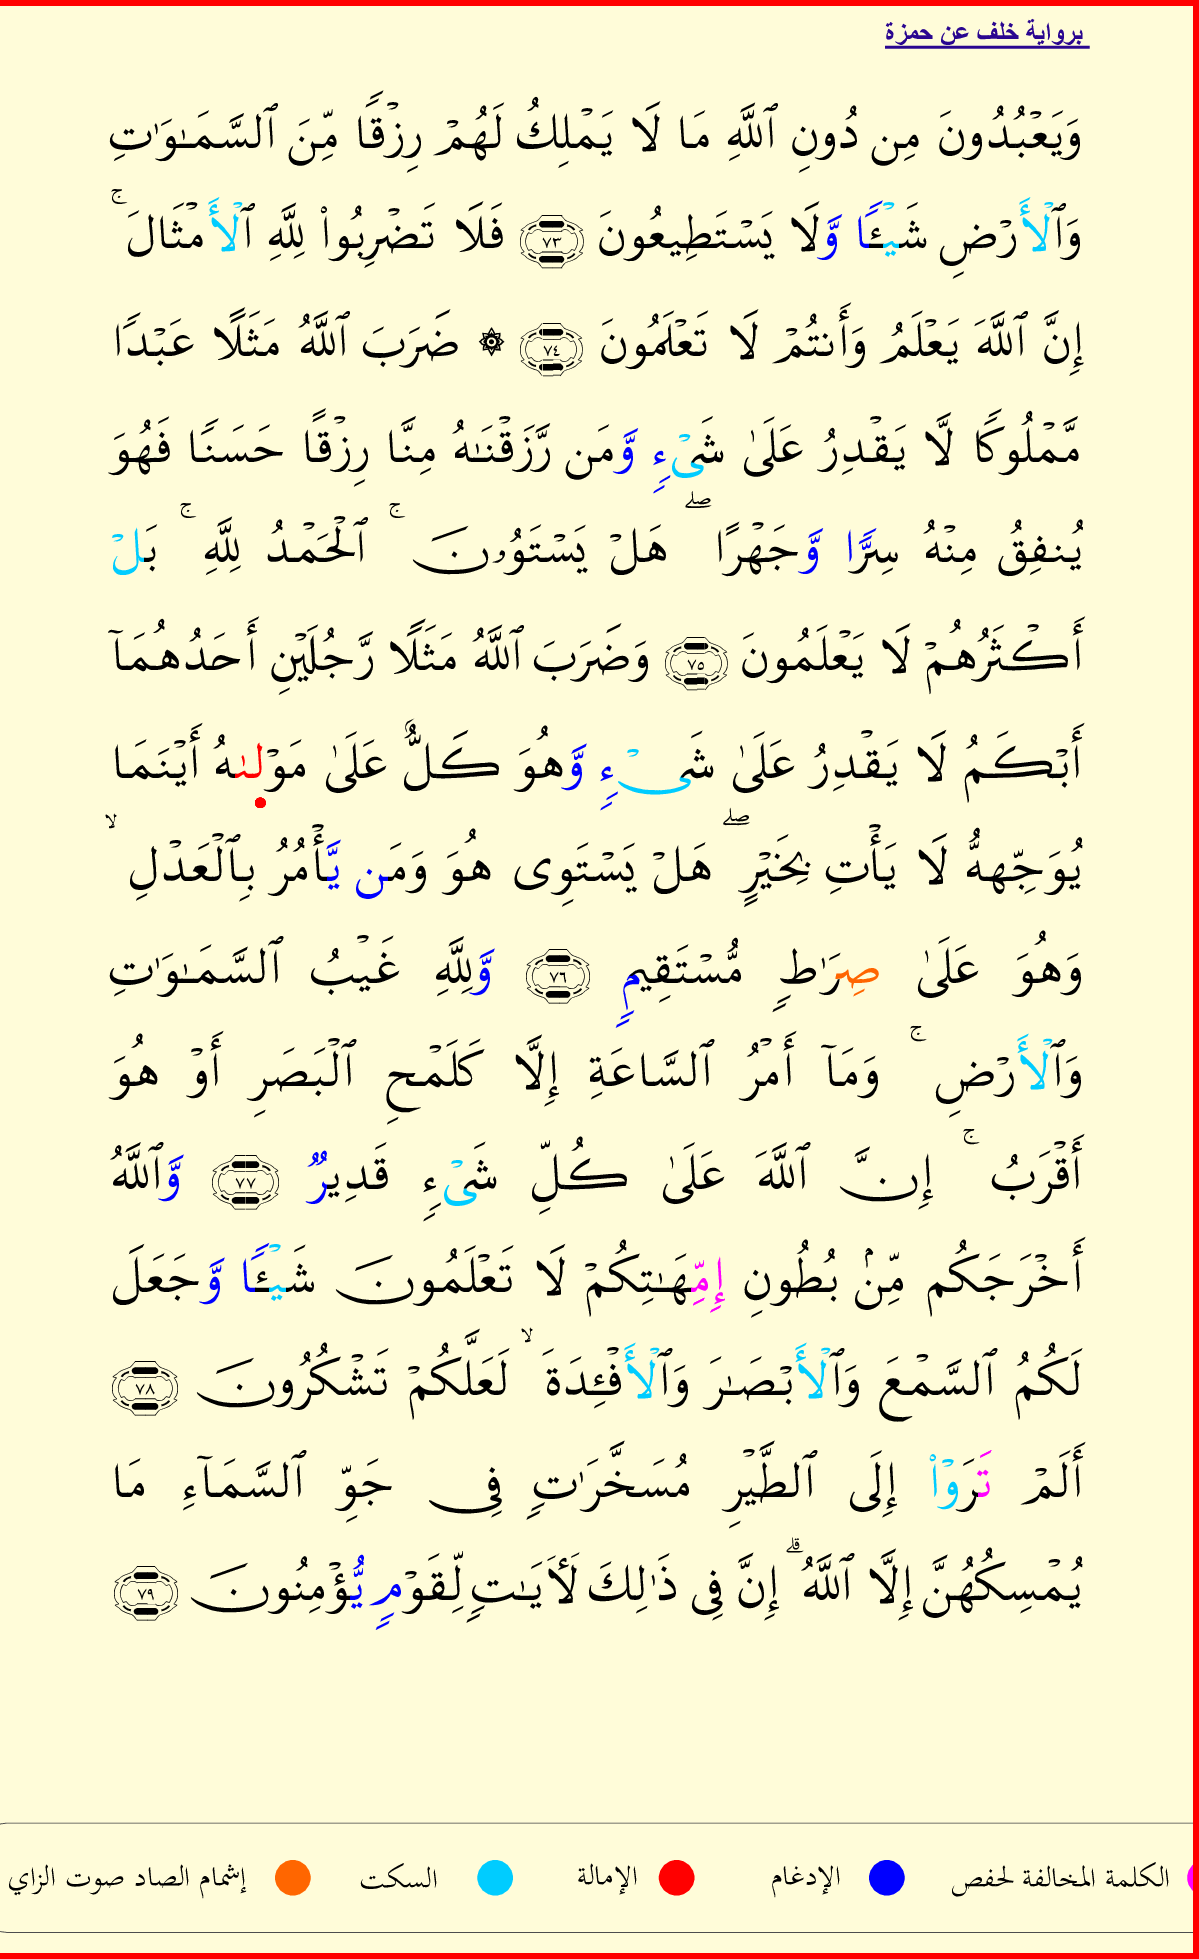 برواية خلف عن حمزة
وَيَعْبُدُونَ مِن دُونِ ٱللَّهِ مَا لَا يَمْلِكُ لَهُمْ رِزْقًا مِّنَ ٱلسَّمَـٰوَٰتِ
وَٱلْأَرْضِ شَيْـًٔا وَّلَا يَسْتَطِيعُونَ ٧٣ فَلَا تَضْرِبُوا۟ لِلَّهِ ٱلْأَمْثَالَ ۚ
إِنَّ ٱللَّهَ يَعْلَمُ وَأَنتُمْ لَا تَعْلَمُونَ ٧٤ ۞ ضَرَبَ ٱللَّهُ مَثَلًا عَبْدًا
مَّمْلُوكًا لَّا يَقْدِرُ عَلَىٰ شَىْءٍ وَّمَن رَّزَقْنَـٰهُ مِنَّا رِزْقًا حَسَنًا فَهُوَ
يُنفِقُ مِنْهُ سِرًّا وَّجَهْرًا ۖ هَلْ يَسْتَوُۥنَ ۚ ٱلْحَمْدُ لِلَّهِ ۚ بَلْ
أَكْثَرُهُمْ لَا يَعْلَمُونَ ٧٥ وَضَرَبَ ٱللَّهُ مَثَلًا رَّجُلَيْنِ أَحَدُهُمَآ
أَبْكَمُ لَا يَقْدِرُ عَلَىٰ شَىْءٍ وَّهُوَ كَلٌّ عَلَىٰ مَوْلَىٰهُ أَيْنَمَا
يُوَجِّههُّ لَا يَأْتِ بِخَيْرٍ ۖ هَلْ يَسْتَوِى هُوَ وَمَن يَّأْمُرُ بِٱلْعَدْلِ ۙ
وَهُوَ عَلَىٰ صِرَٰطٍ مُّسْتَقِيمٍ ٧٦ وَّلِلَّهِ غَيْبُ ٱلسَّمَـٰوَٰتِ
وَٱلْأَرْضِ ۚ وَمَآ أَمْرُ ٱلسَّاعَةِ إِلَّا كَلَمْحِ ٱلْبَصَرِ أَوْ هُوَ
أَقْرَبُ ۚ إِنَّ ٱللَّهَ عَلَىٰ كُلِّ شَىْءٍ قَدِيرٌ ٧٧ وَّٱللَّهُ
أَخْرَجَكُم مِّنۢ بُطُونِ إِمِّهَـٰتِكُمْ لَا تَعْلَمُونَ شَيْـًٔا وَّجَعَلَ
لَكُمُ ٱلسَّمْعَ وَٱلْأَبْصَـٰرَ وَٱلْأَفْـِٔدَةَ ۙ لَعَلَّكُمْ تَشْكُرُونَ ٧٨
أَلَمْ تَرَوْا۟ إِلَى ٱلطَّيْرِ مُسَخَّرَٰتٍ فِى جَوِّ ٱلسَّمَآءِ مَا
يُمْسِكُهُنَّ إِلَّا ٱللَّهُ ۗ إِنَّ فِى ذَٰلِكَ لَـَٔايَـٰتٍ لِّقَوْمٍ يُّؤْمِنُونَ ٧٩
الكلمة المخالفة لحفص الإدغام الإمالة السكت إشمام الصاد صوت الزاي